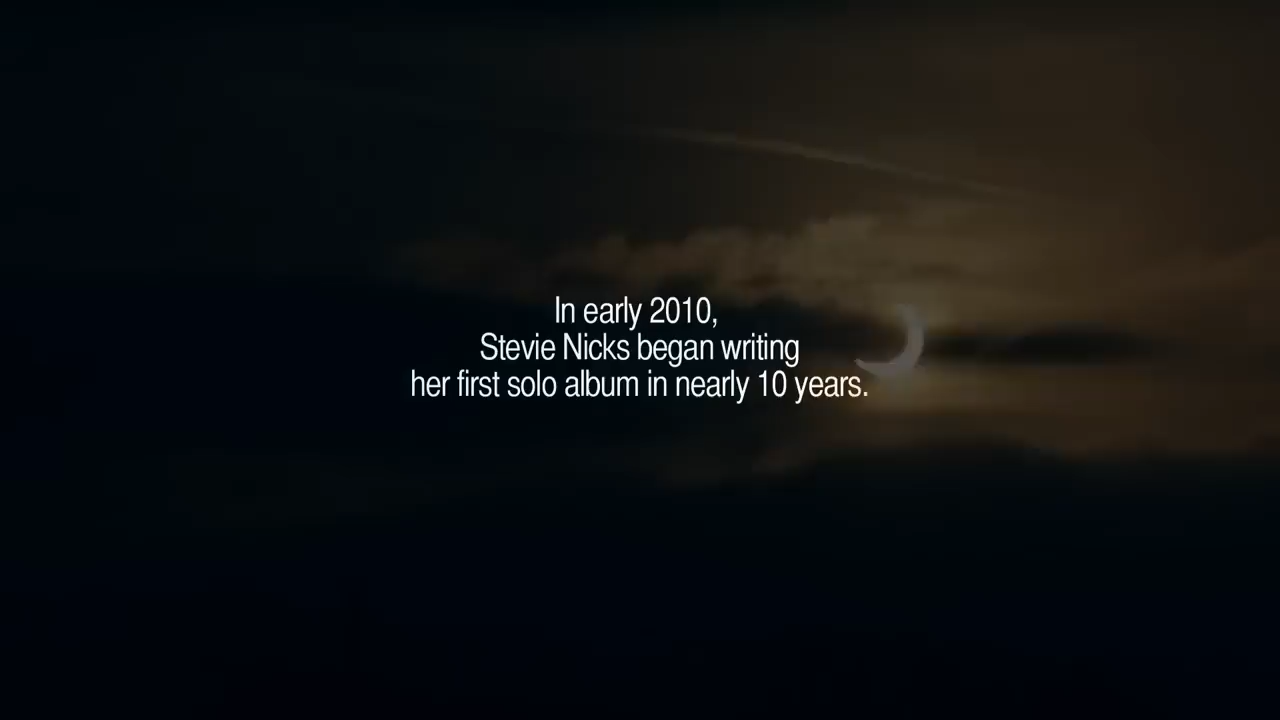 In early 2010,
Stevie Nicks began writing
her first solo album in nearly 10 years.